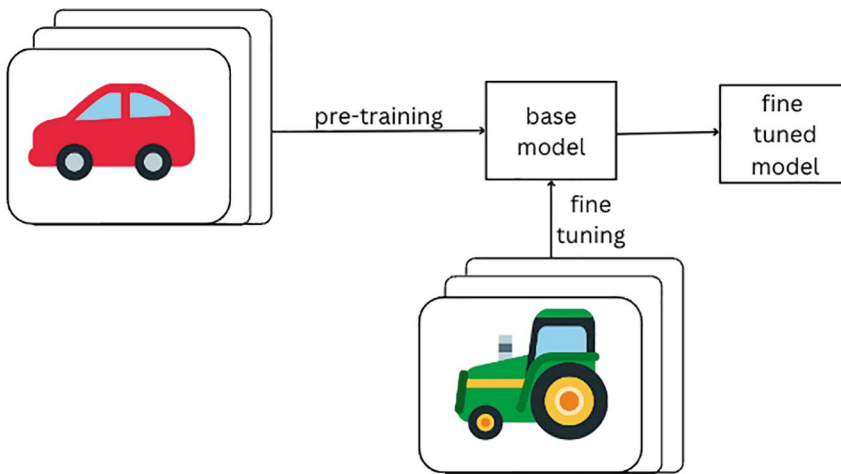 pre-training
base
model
fine
tuned
model
fine
tuning